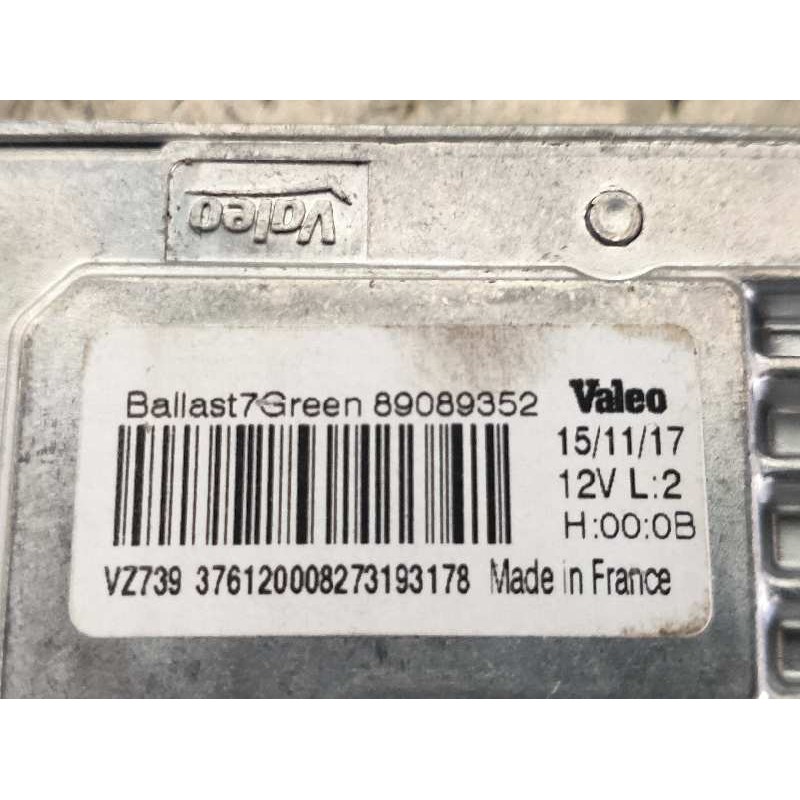 Valeo
Ballast7Green 89089352
Valeo
15/11/17
12V L:2
H:00:0B
VZ739 376120008273193178 Made in France